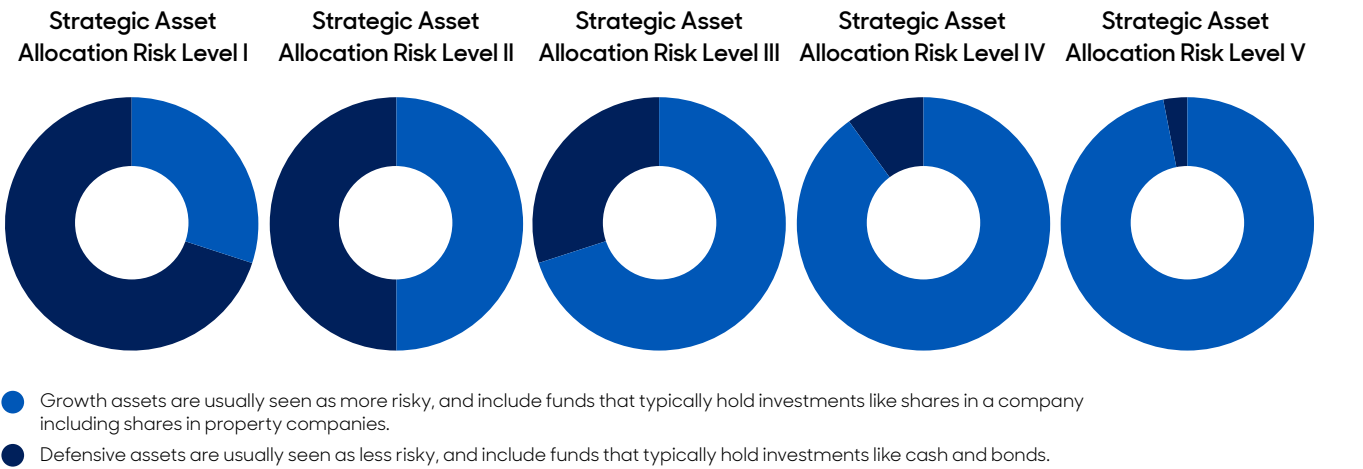 Strategic Asset
Allocation Risk Level I
Strategic Asset
Allocation Risk Level II
Strategic Asset
Allocation Risk Level III
Strategic Asset
Allocation Risk Level IV
Strategic Asset
Allocation Risk Level V
Growth assets are usually seen as more risky, and include funds that typically hold investments like shares in a company
including shares in property companies.
Defensive assets are usually seen as less risky, and include funds that typically hold investments like cash and bonds.